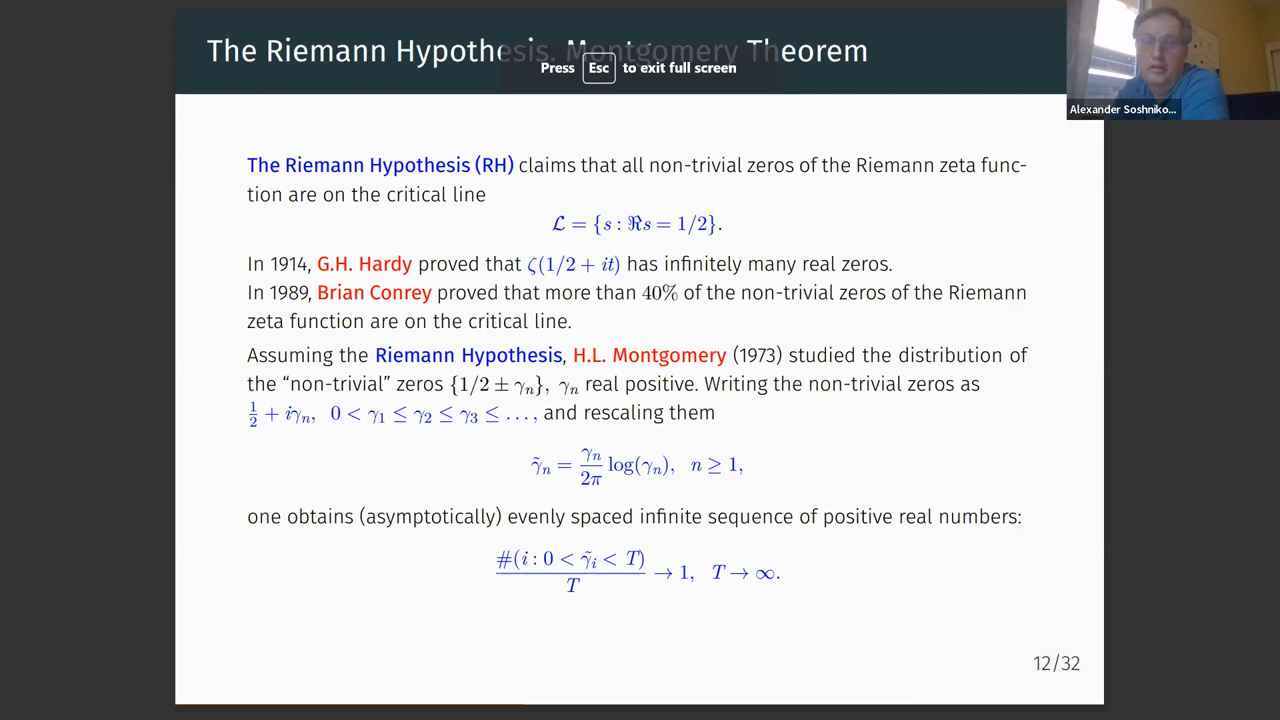 The Riemann Hypothesis. Montgomery Theorem
Press Esc to exit full screen
Alexander Soshniko...
The Riemann Hypothesis (RH) claims that all non-trivial zeros of the Riemann zeta func-
tion are on the critical line
ℒ = {s : ℜs = 1/2}.
In 1914, G.H. Hardy proved that ζ(1/2 + it) has infinitely many real zeros.
In 1989, Brian Conrey proved that more than 40% of the non-trivial zeros of the Riemann
zeta function are on the critical line.
Assuming the Riemann Hypothesis, H.L. Montgomery (1973) studied the distribution of
the “non-trivial” zeros {1/2 ± γₙ}, γₙ real positive. Writing the non-trivial zeros as
½ + iγₙ, 0 < γ₁ ≤ γ₂ ≤ γ₃ ≤ . . . , and rescaling them
γ̃ₙ = γₙ/2π log(γₙ), n ≥ 1,
one obtains (asymptotically) evenly spaced infinite sequence of positive real numbers:
#(i : 0 < γ̃ᵢ < T)/T → 1, T → ∞.
12/32